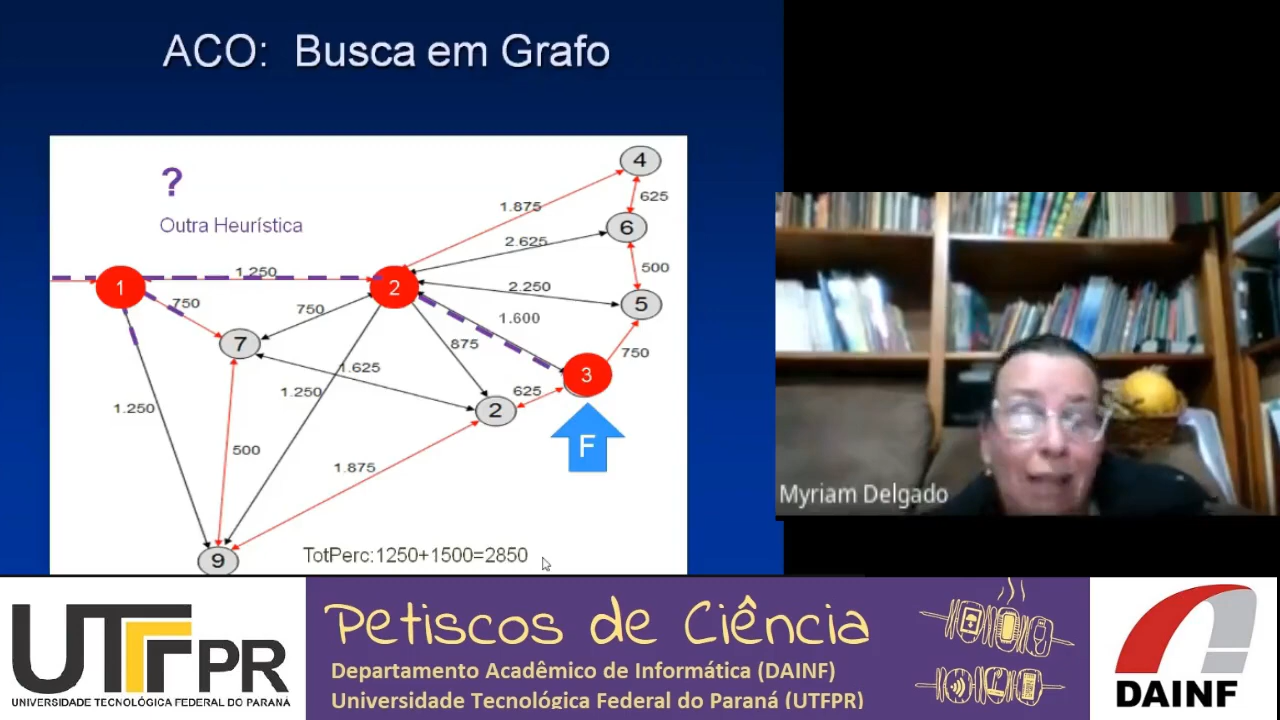 ACO: Busca em Grafo
?
Outra Heurística
4
1.875
625
6
2.625
1.250
500
1
2
2.250
5
750
750
1.600
7
875
750
1.625
3
1.250
625
1.250
2
F
500
1.875
9
TotPerc:1250+1500=2850
Myriam Delgado
UTFPR
UNIVERSIDADE TECNOLÓGICA FEDERAL DO PARANÁ
Petiscos de Ciência
Departamento Acadêmico de Informática (DAINF)
Universidade Tecnológica Federal do Paraná (UTFPR)
DAINF